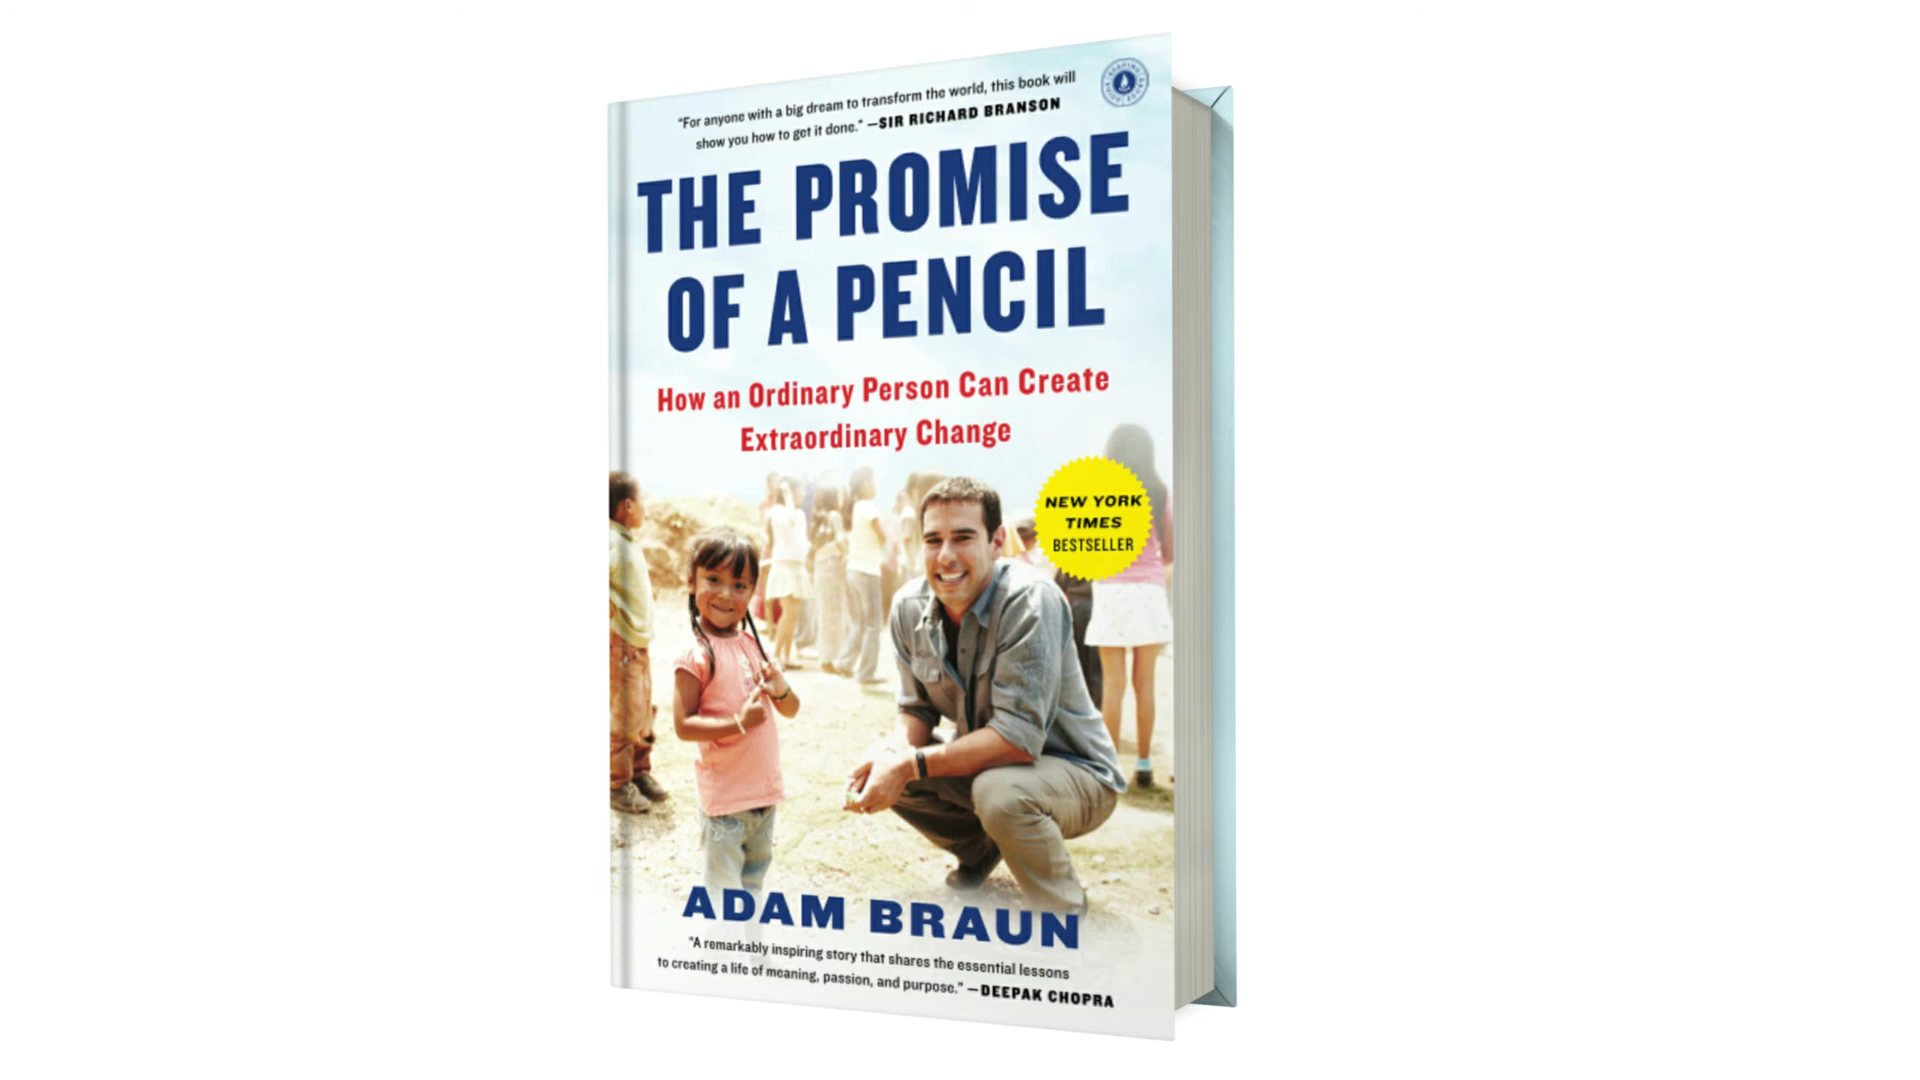 "For anyone with a big dream to transform the world, this book will
show you how to get it done." —SIR RICHARD BRANSON
THE PROMISE
OF A PENCIL
How an Ordinary Person Can Create
Extraordinary Change
NEW YORK
TIMES
BESTSELLER
ADAM BRAUN
"A remarkably inspiring story that shares the essential lessons
to creating a life of meaning, passion, and purpose." —DEEPAK CHOPRA